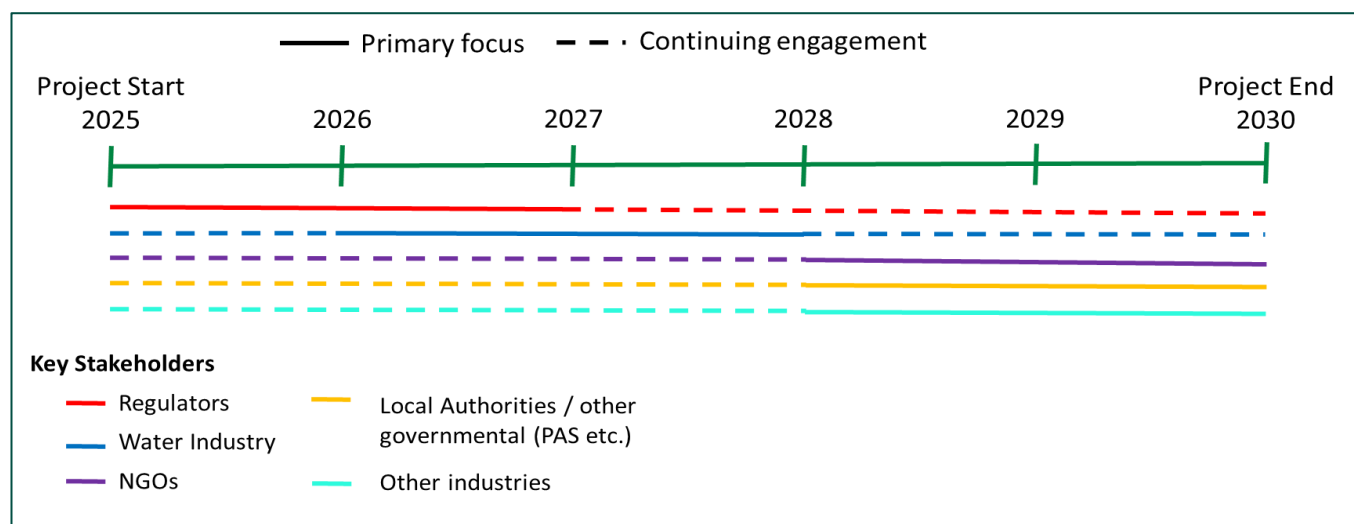 Primary focus
Continuing engagement
Project Start
Project End
2025
2026
2027
2028
2029
2030
Key Stakeholders
Regulators
Water Industry
NGOs
Local Authorities / other
governmental (PAS etc.)
Other industries